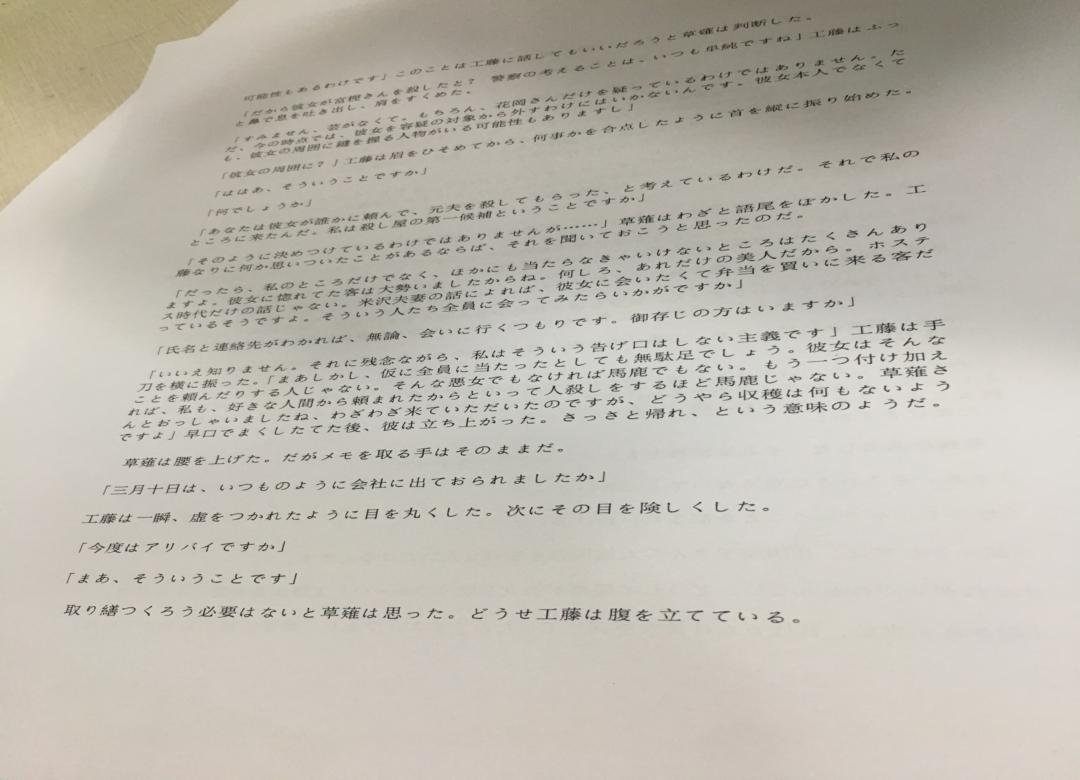 可能性もあるわけです」このことは工藤に話してもいいだろうと草薙は判断した。
「だから彼女が富樫さんを殺したと？　警察の考えることは、いつも単純ですね」工藤はふっ
と鼻で息を吐き出し、肩をすくめた。
「すみません、芸がなくて。もちろん、花岡さんだけを疑っているわけではありません。た
だ、今の時点では、彼女を容疑の対象から外すわけにはいかないんです。彼女本人でなくて
も、彼女の周囲に鍵を握る人物がいる可能性もありますし」
「彼女の周囲に？」工藤は眉をひそめてから、何事かを合点したように首を縦に振り始めた。
「ははあ、そういうことですか」
「何でしょうか」
「あなたは彼女が誰かに頼んで、元夫を殺してもらった、と考えているわけだ。それで私の
ところに来たんだ。私は殺し屋の第一候補ということですか」
「そのように決めつけているわけではありませんが……」草薙はわざと語尾をぼかした。工
藤なりに何か思いついたことがあるならば、それを聞いておこうと思ったのだ。
「だったら、私のところだけでなく、ほかにも当たらなきゃいけないところはたくさんあり
ますよ。彼女に惚れてた客は大勢いましたからね。何しろ、あれだけの美人だから。ホステ
ス時代だけの話じゃない。米沢夫妻の話によれば、彼女に会いたくて弁当を買いに来る客だ
っているそうですよ。そういう人たち全員に会ってみたらいかがですか」
「氏名と連絡先がわかれば、無論、会いに行くつもりです。御存じの方はいますか」
「いいえ知りません。それに残念ながら、私はそういう告げ口はしない主義です」工藤は手
刀を横に振った。「まあしかし、仮に全員に当たったとしても無駄足でしょう。彼女はそんな
ことを頼んだりする人じゃない。そんな悪女でもなければ馬鹿でもない。もう一つ付け加え
れば、私も、好きな人間から頼まれたからといって人殺しをするほど馬鹿じゃない。草薙さ
んとおっしゃいましたね、わざわざ来ていただいたのですが、どうやら収穫は何もないよう
ですよ」早口でまくしたてた後、彼は立ち上がった。さっさと帰れ、という意味のようだ。
草薙は腰を上げた。だがメモを取る手はそのままだ。
「三月十日は、いつものように会社に出ておられましたか」
工藤は一瞬、虚をつかれたように目を丸くした。次にその目を険しくした。
「今度はアリバイですか」
「まあ、そういうことです」
取り繕つくろう必要はないと草薙は思った。どうせ工藤は腹を立てている。